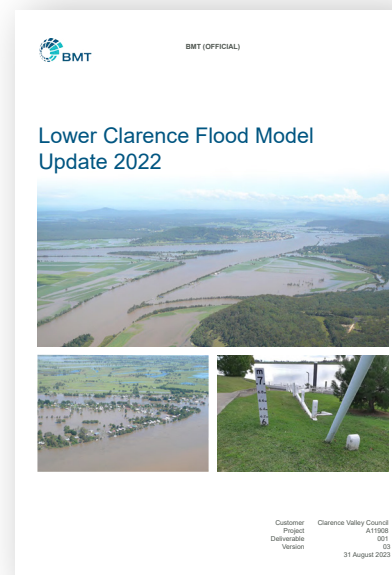 BMT
BMT (OFFICIAL)
Lower Clarence Flood Model
Update 2022
m
7
Customer Clarence Valley Council
Project A11908
Deliverable 001
Version 03
31 August 2023